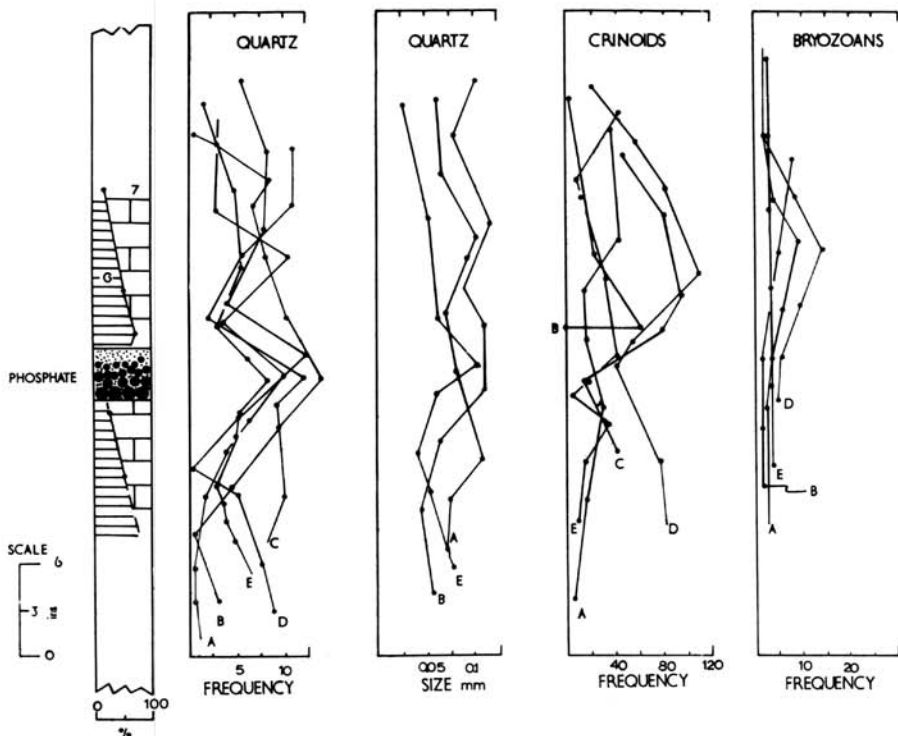 QUARTZ
QUARTZ
CRINOIDS
BRYOZOANS
7
G
PHOSPHATE
B
C
D
E
B
A
D
E
A
SCALE
6
3 ins
0
C
E
B
D
A
A
E
B
A
0 100
%
5 10
FREQUENCY
0.05 0.1
SIZE mm
40 80 120
FREQUENCY
10 20
FREQUENCY